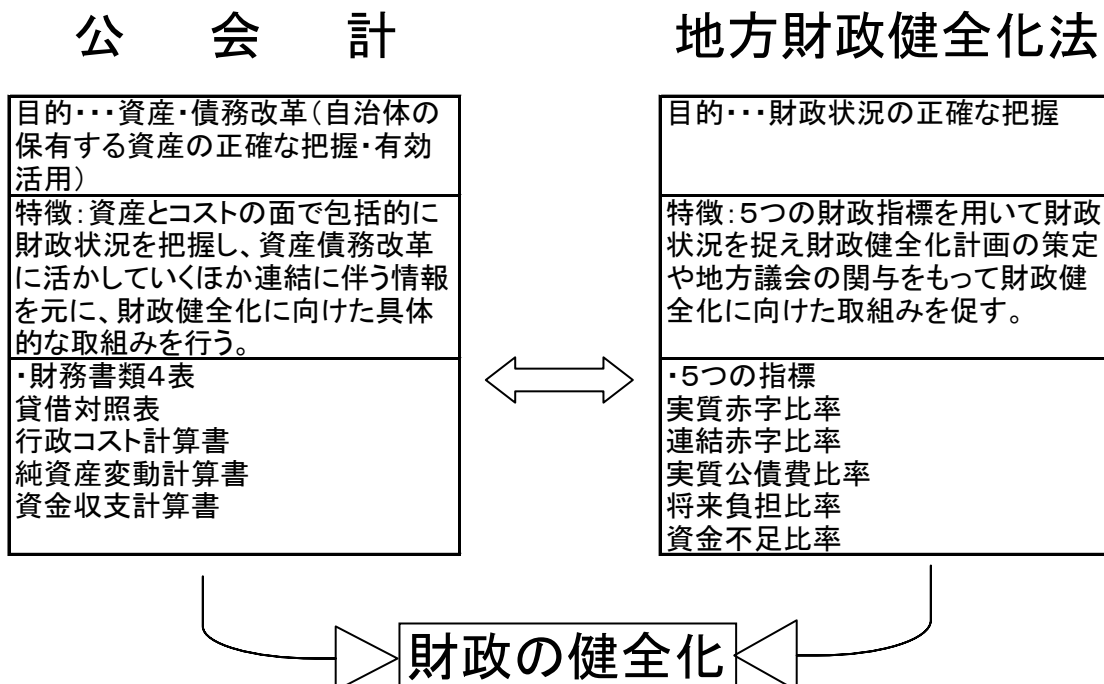 公 会 計
目的・・・資産・債務改革（自治体の
保有する資産の正確な把握・有効
活用）
特徴：資産とコストの面で包括的に
財政状況を把握し、資産債務改革
に活かしていくほか連結に伴う情報
を元に、財政健全化に向けた具体
的な取組みを行う。
・財務書類４表
貸借対照表
行政コスト計算書
純資産変動計算書
資金収支計算書
地方財政健全化法
目的・・・財政状況の正確な把握
特徴：５つの財政指標を用いて財政
状況を捉え財政健全化計画の策定
や地方議会の関与をもって財政健
全化に向けた取組みを促す。
・５つの指標
実質赤字比率
連結赤字比率
実質公債費比率
将来負担比率
資金不足比率
財政の健全化